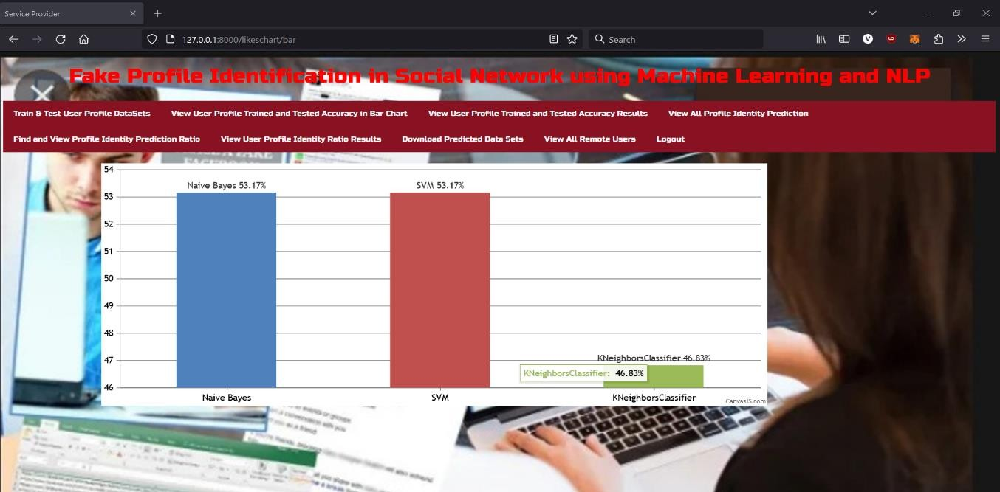 Service Provider
127.0.0.1:8000/likeschart/bar
Search
Fake Profile Identification in Social Network using Machine Learning and NLP
Train & Test User Profile DataSets View User Profile Trained and Tested Accuracy in Bar Chart View User Profile Trained and Tested Accuracy Results View All Profile Identity Prediction
Find and View Profile Identity Prediction Ratio View User Profile Identity Ratio Results Download Predicted Data Sets View All Remote Users Logout
54
Naive Bayes 53.17% SVM 53.17%
53
52
51
50
49
48
47
KNeighborsClassifier 46.83%
KNeighborsClassifier: 46.83%
46
Naive Bayes SVM KNeighborsClassifier
CanvasJS.com